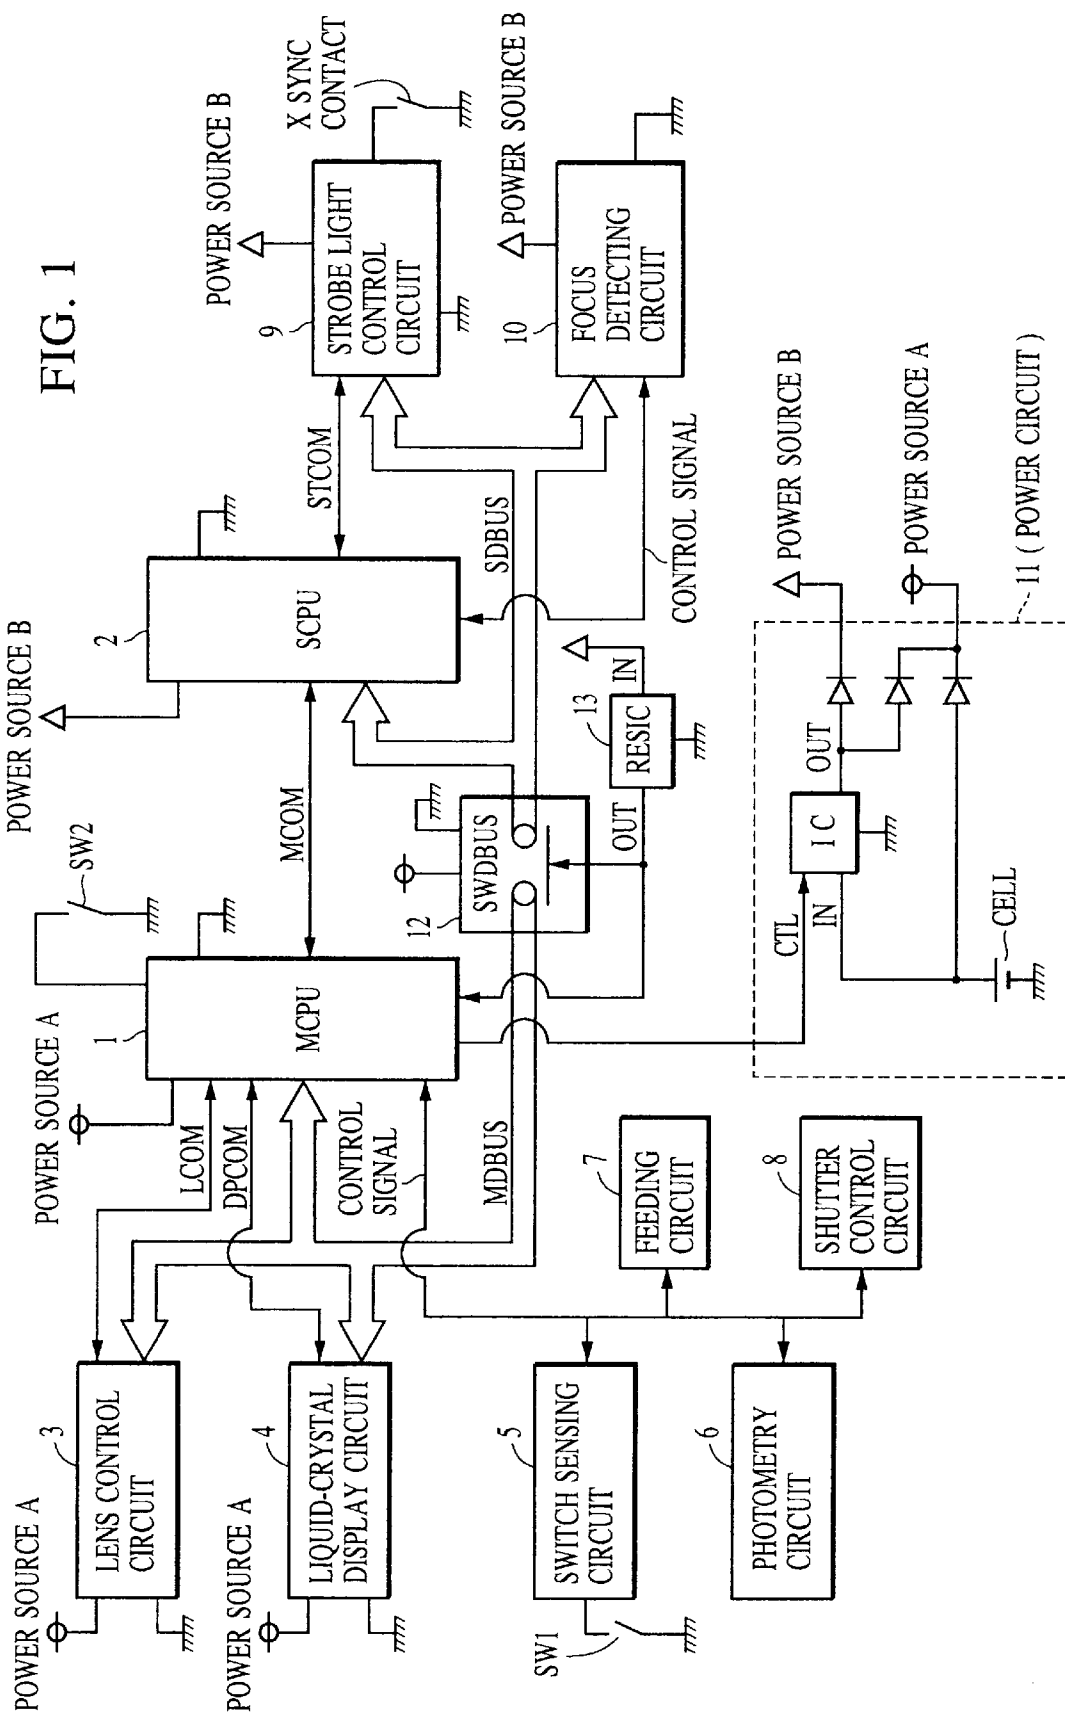 FIG. 1
POWER SOURCE A
3
LENS CONTROL
CIRCUIT
POWER SOURCE A
4
LIQUID-CRYSTAL
DISPLAY CIRCUIT
SW1
5
SWITCH SENSING
CIRCUIT
6
PHOTOMETRY
CIRCUIT
7
FEEDING
CIRCUIT
8
SHUTTER
CONTROL
CIRCUIT
LCOM
DPCOM
CONTROL
SIGNAL
MDBUS
POWER SOURCE A
1
MCPU
SW2
MCOM
12
SWDBUS
POWER SOURCE B
2
SCPU
OUT
13
RESIC
IN
STCOM
SDBUS
CONTROL SIGNAL
POWER SOURCE B
9
STROBE LIGHT
CONTROL
CIRCUIT
X SYNC
CONTACT
POWER SOURCE B
10
FOCUS
DETECTING
CIRCUIT
CTL
IN
IC
OUT
CELL
POWER SOURCE B
POWER SOURCE A
11 ( POWER CIRCUIT )